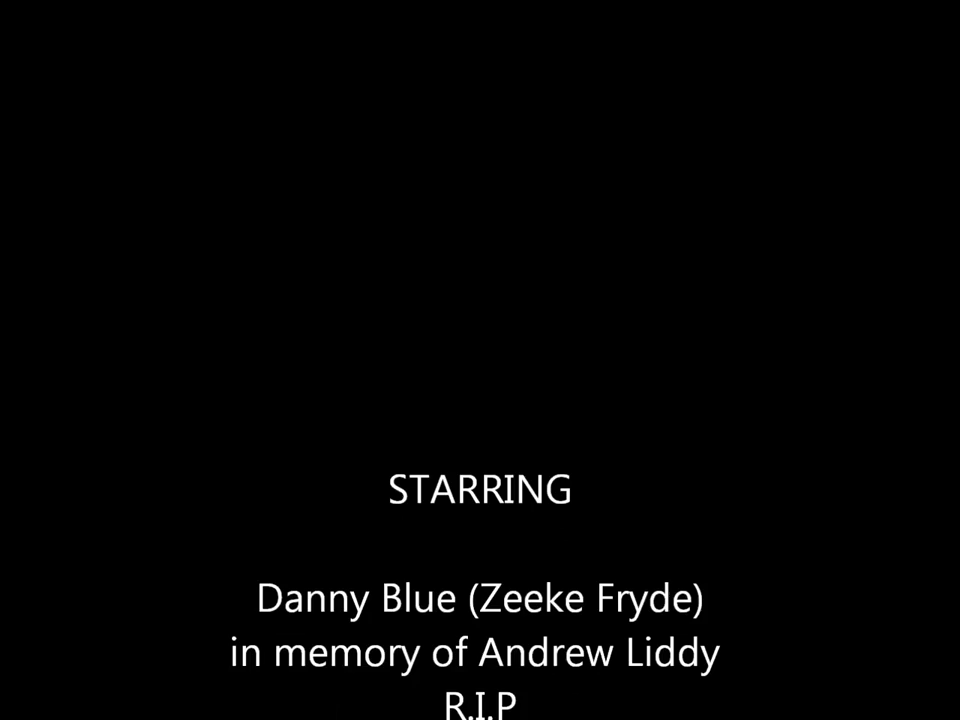 STARRING
Danny Blue (Zeeke Fryde)
in memory of Andrew Liddy
R.I.P